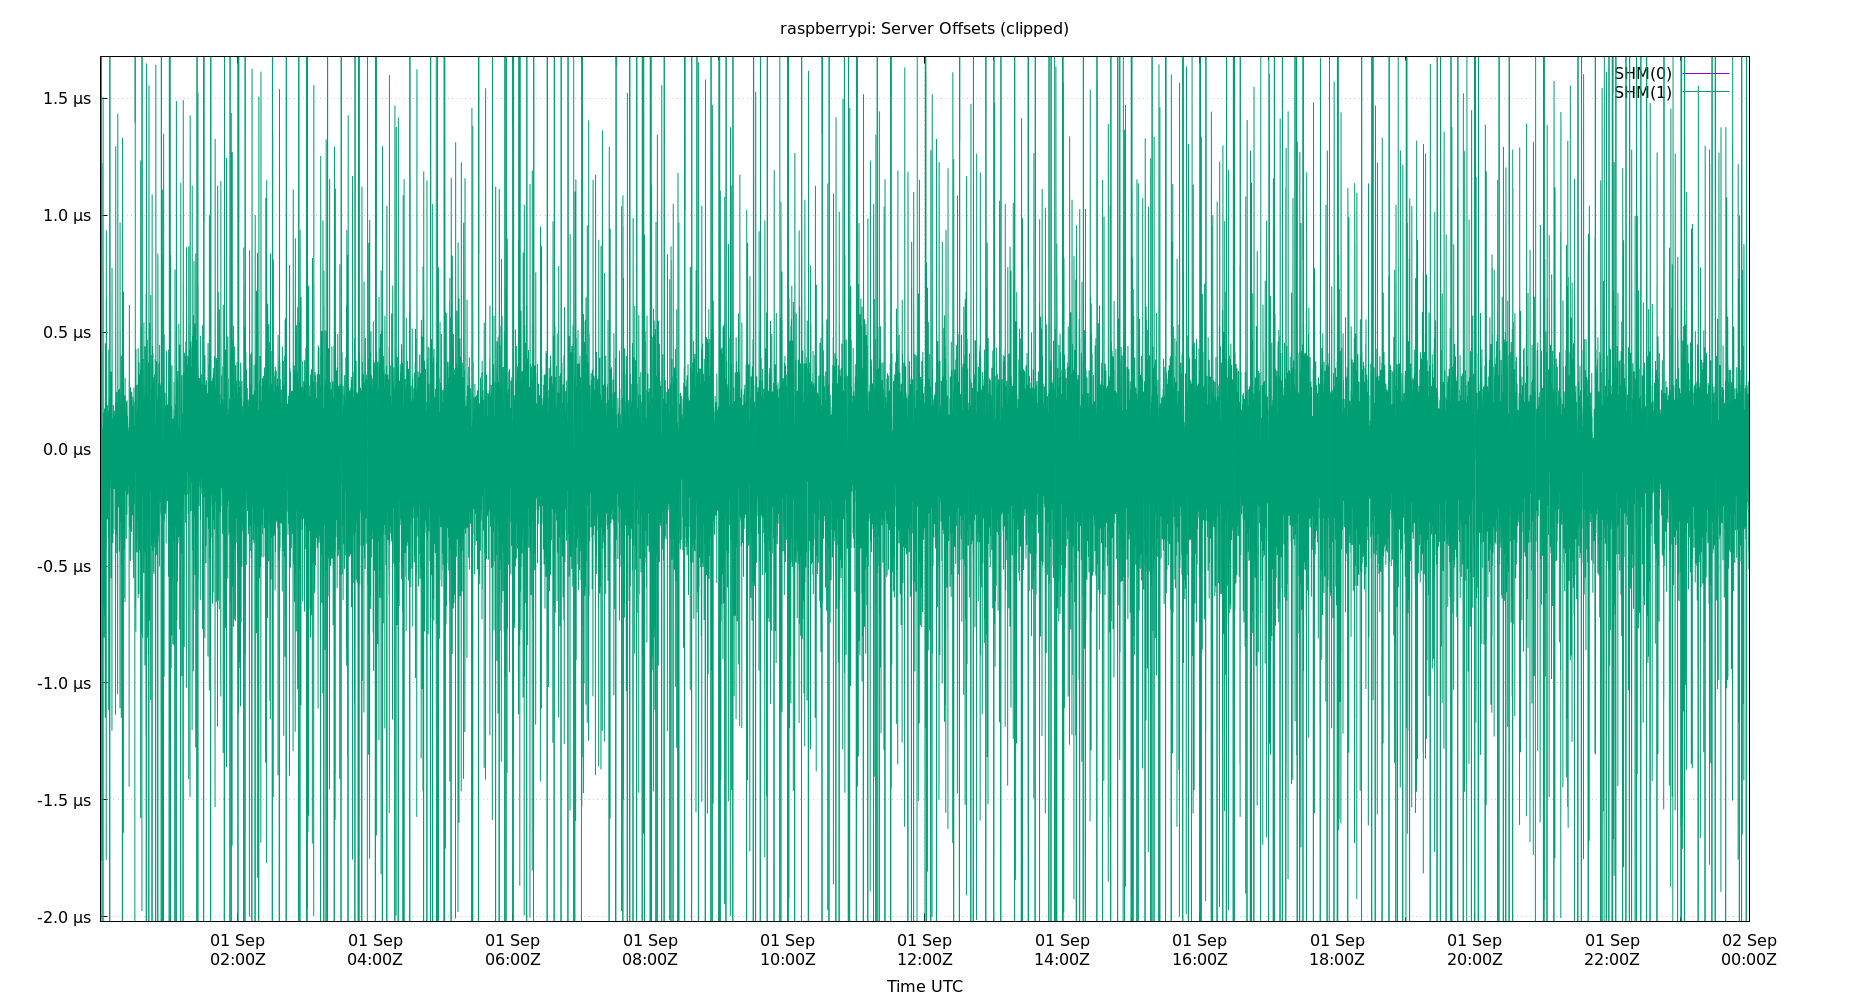 raspberrypi: Server Offsets (clipped)
SHM(0)
SHM(1)
1.5 µs
1.0 µs
0.5 µs
0.0 µs
-0.5 µs
-1.0 µs
-1.5 µs
-2.0 µs
01 Sep 01 Sep 01 Sep 01 Sep 01 Sep 01 Sep 01 Sep 01 Sep 01 Sep 01 Sep 01 Sep 02 Sep
02:00Z 04:00Z 06:00Z 08:00Z 10:00Z 12:00Z 14:00Z 16:00Z 18:00Z 20:00Z 22:00Z 00:00Z
Time UTC